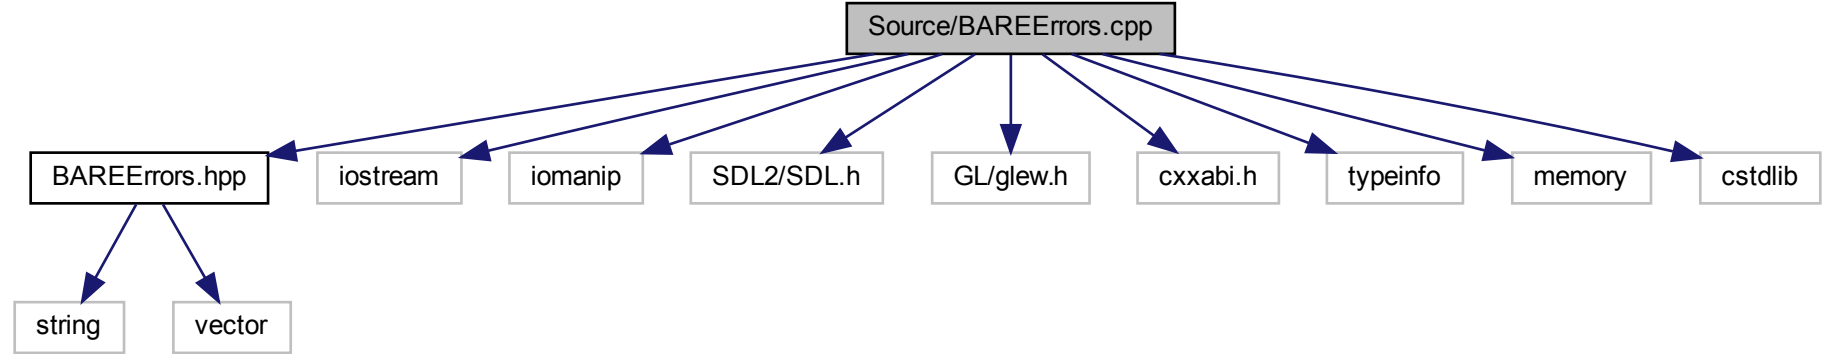 Source/BAREErrors.cpp
BAREErrors.hpp
iostream
iomanip
SDL2/SDL.h
GL/glew.h
cxxabi.h
typeinfo
memory
cstdlib
string
vector